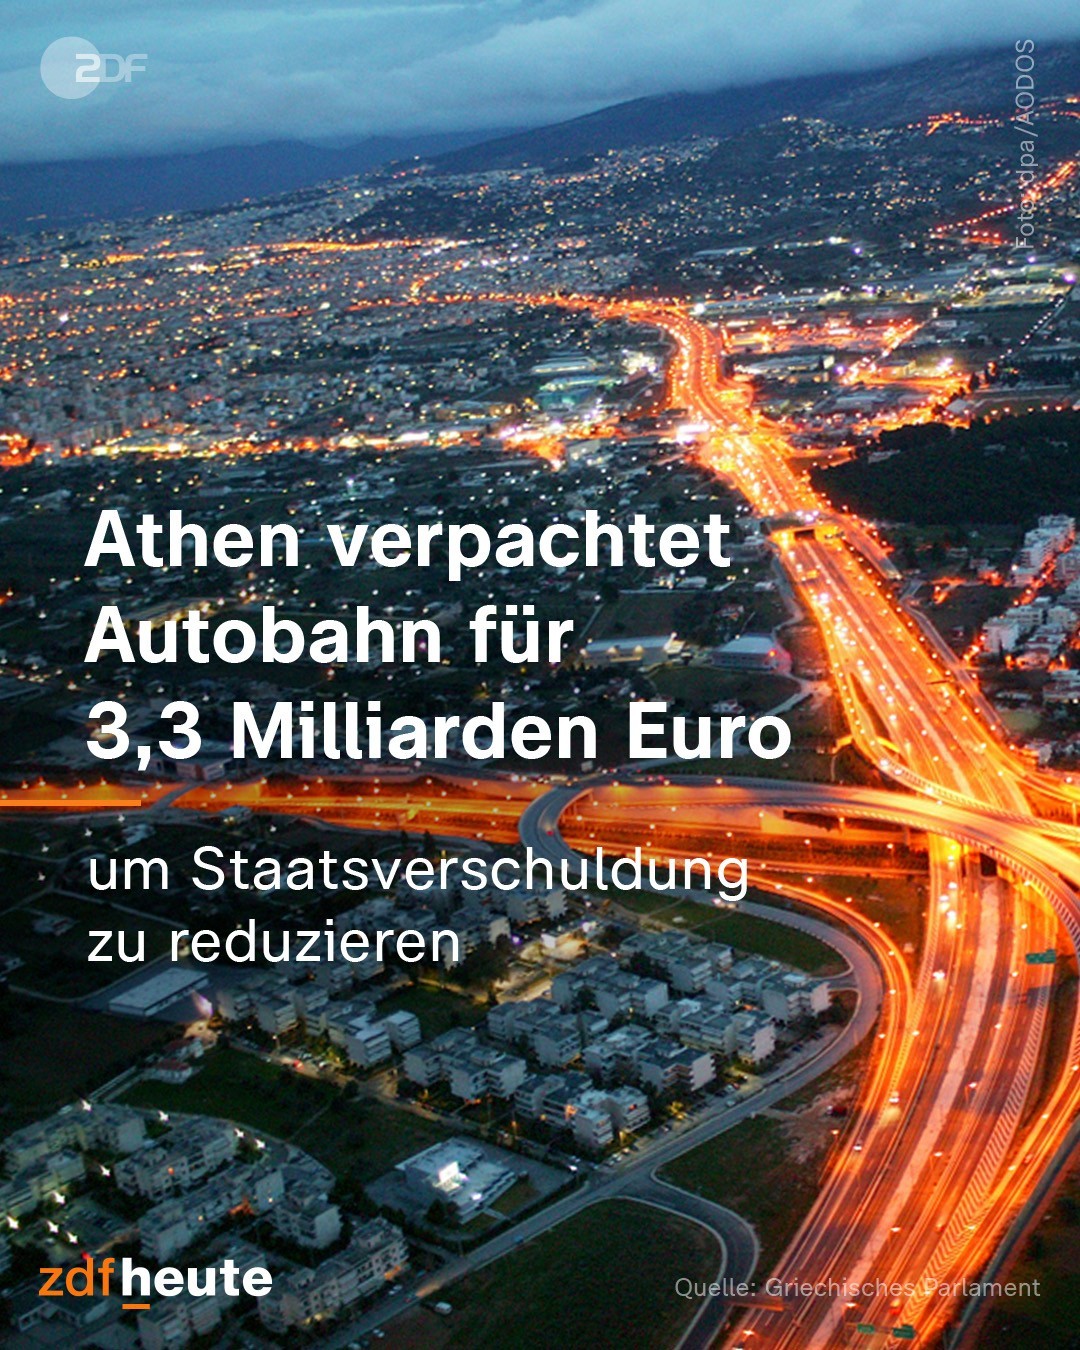 ZDF
Foto: dpa/AODOS
Athen verpachtet
Autobahn für
3,3 Milliarden Euro
um Staatsverschuldung
zu reduzieren
zdfheute
Quelle: Griechisches Parlament